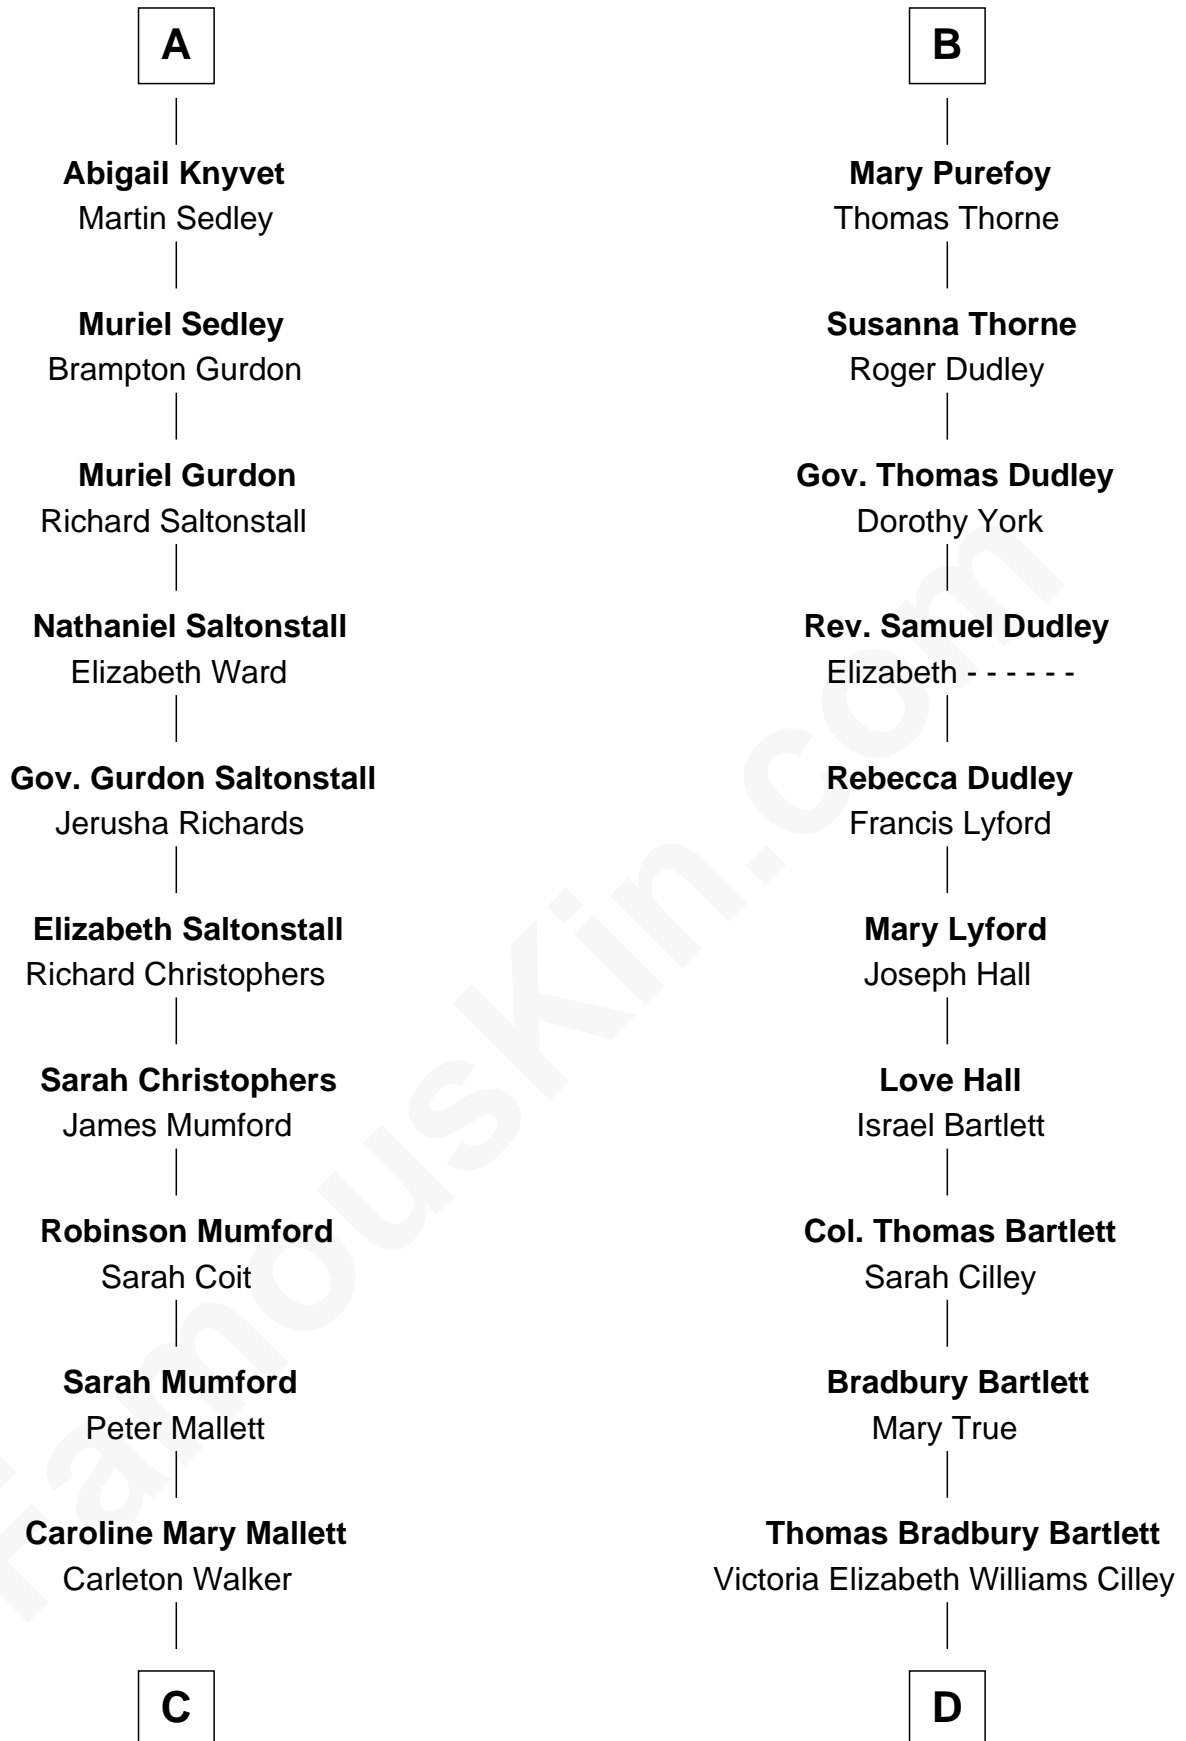 A
Abigail Knyvet
Martin Sedley
Muriel Sedley
Brampton Gurdon
Muriel Gurdon
Richard Saltonstall
Nathaniel Saltonstall
Elizabeth Ward
Gov. Gurdon Saltonstall
Jerusha Richards
Elizabeth Saltonstall
Richard Christophers
Sarah Christophers
James Mumford
Robinson Mumford
Sarah Coit
Sarah Mumford
Peter Mallett
Caroline Mary Mallett
Carleton Walker
C
B
Mary Purefoy
Thomas Thorne
Susanna Thorne
Roger Dudley
Gov. Thomas Dudley
Dorothy York
Rev. Samuel Dudley
Elizabeth - - - - - -
Rebecca Dudley
Francis Lyford
Mary Lyford
Joseph Hall
Love Hall
Israel Bartlett
Col. Thomas Bartlett
Sarah Cilley
Bradbury Bartlett
Mary True
Thomas Bradbury Bartlett
Victoria Elizabeth Williams Cilley
D
FamousKin.com